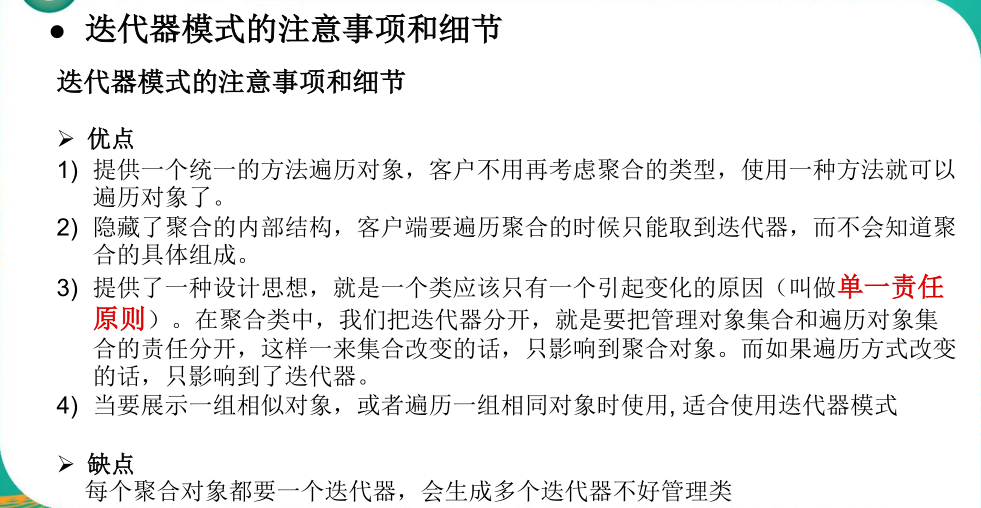 ● 迭代器模式的注意事项和细节
迭代器模式的注意事项和细节
➢ 优点
1) 提供一个统一的方法遍历对象，客户不用再考虑聚合的类型，使用一种方法就可以
遍历对象了。
2) 隐藏了聚合的内部结构，客户端要遍历聚合的时候只能取到迭代器，而不会知道聚
合的具体组成。
3) 提供了一种设计思想，就是一个类应该只有一个引起变化的原因（叫做单一责任
原则）。在聚合类中，我们把迭代器分开，就是要把管理对象集合和遍历对象集
合的责任分开，这样一来集合改变的话，只影响到聚合对象。而如果遍历方式改变
的话，只影响到了迭代器。
4) 当要展示一组相似对象，或者遍历一组相同对象时使用, 适合使用迭代器模式
➢ 缺点
每个聚合对象都要一个迭代器，会生成多个迭代器不好管理类